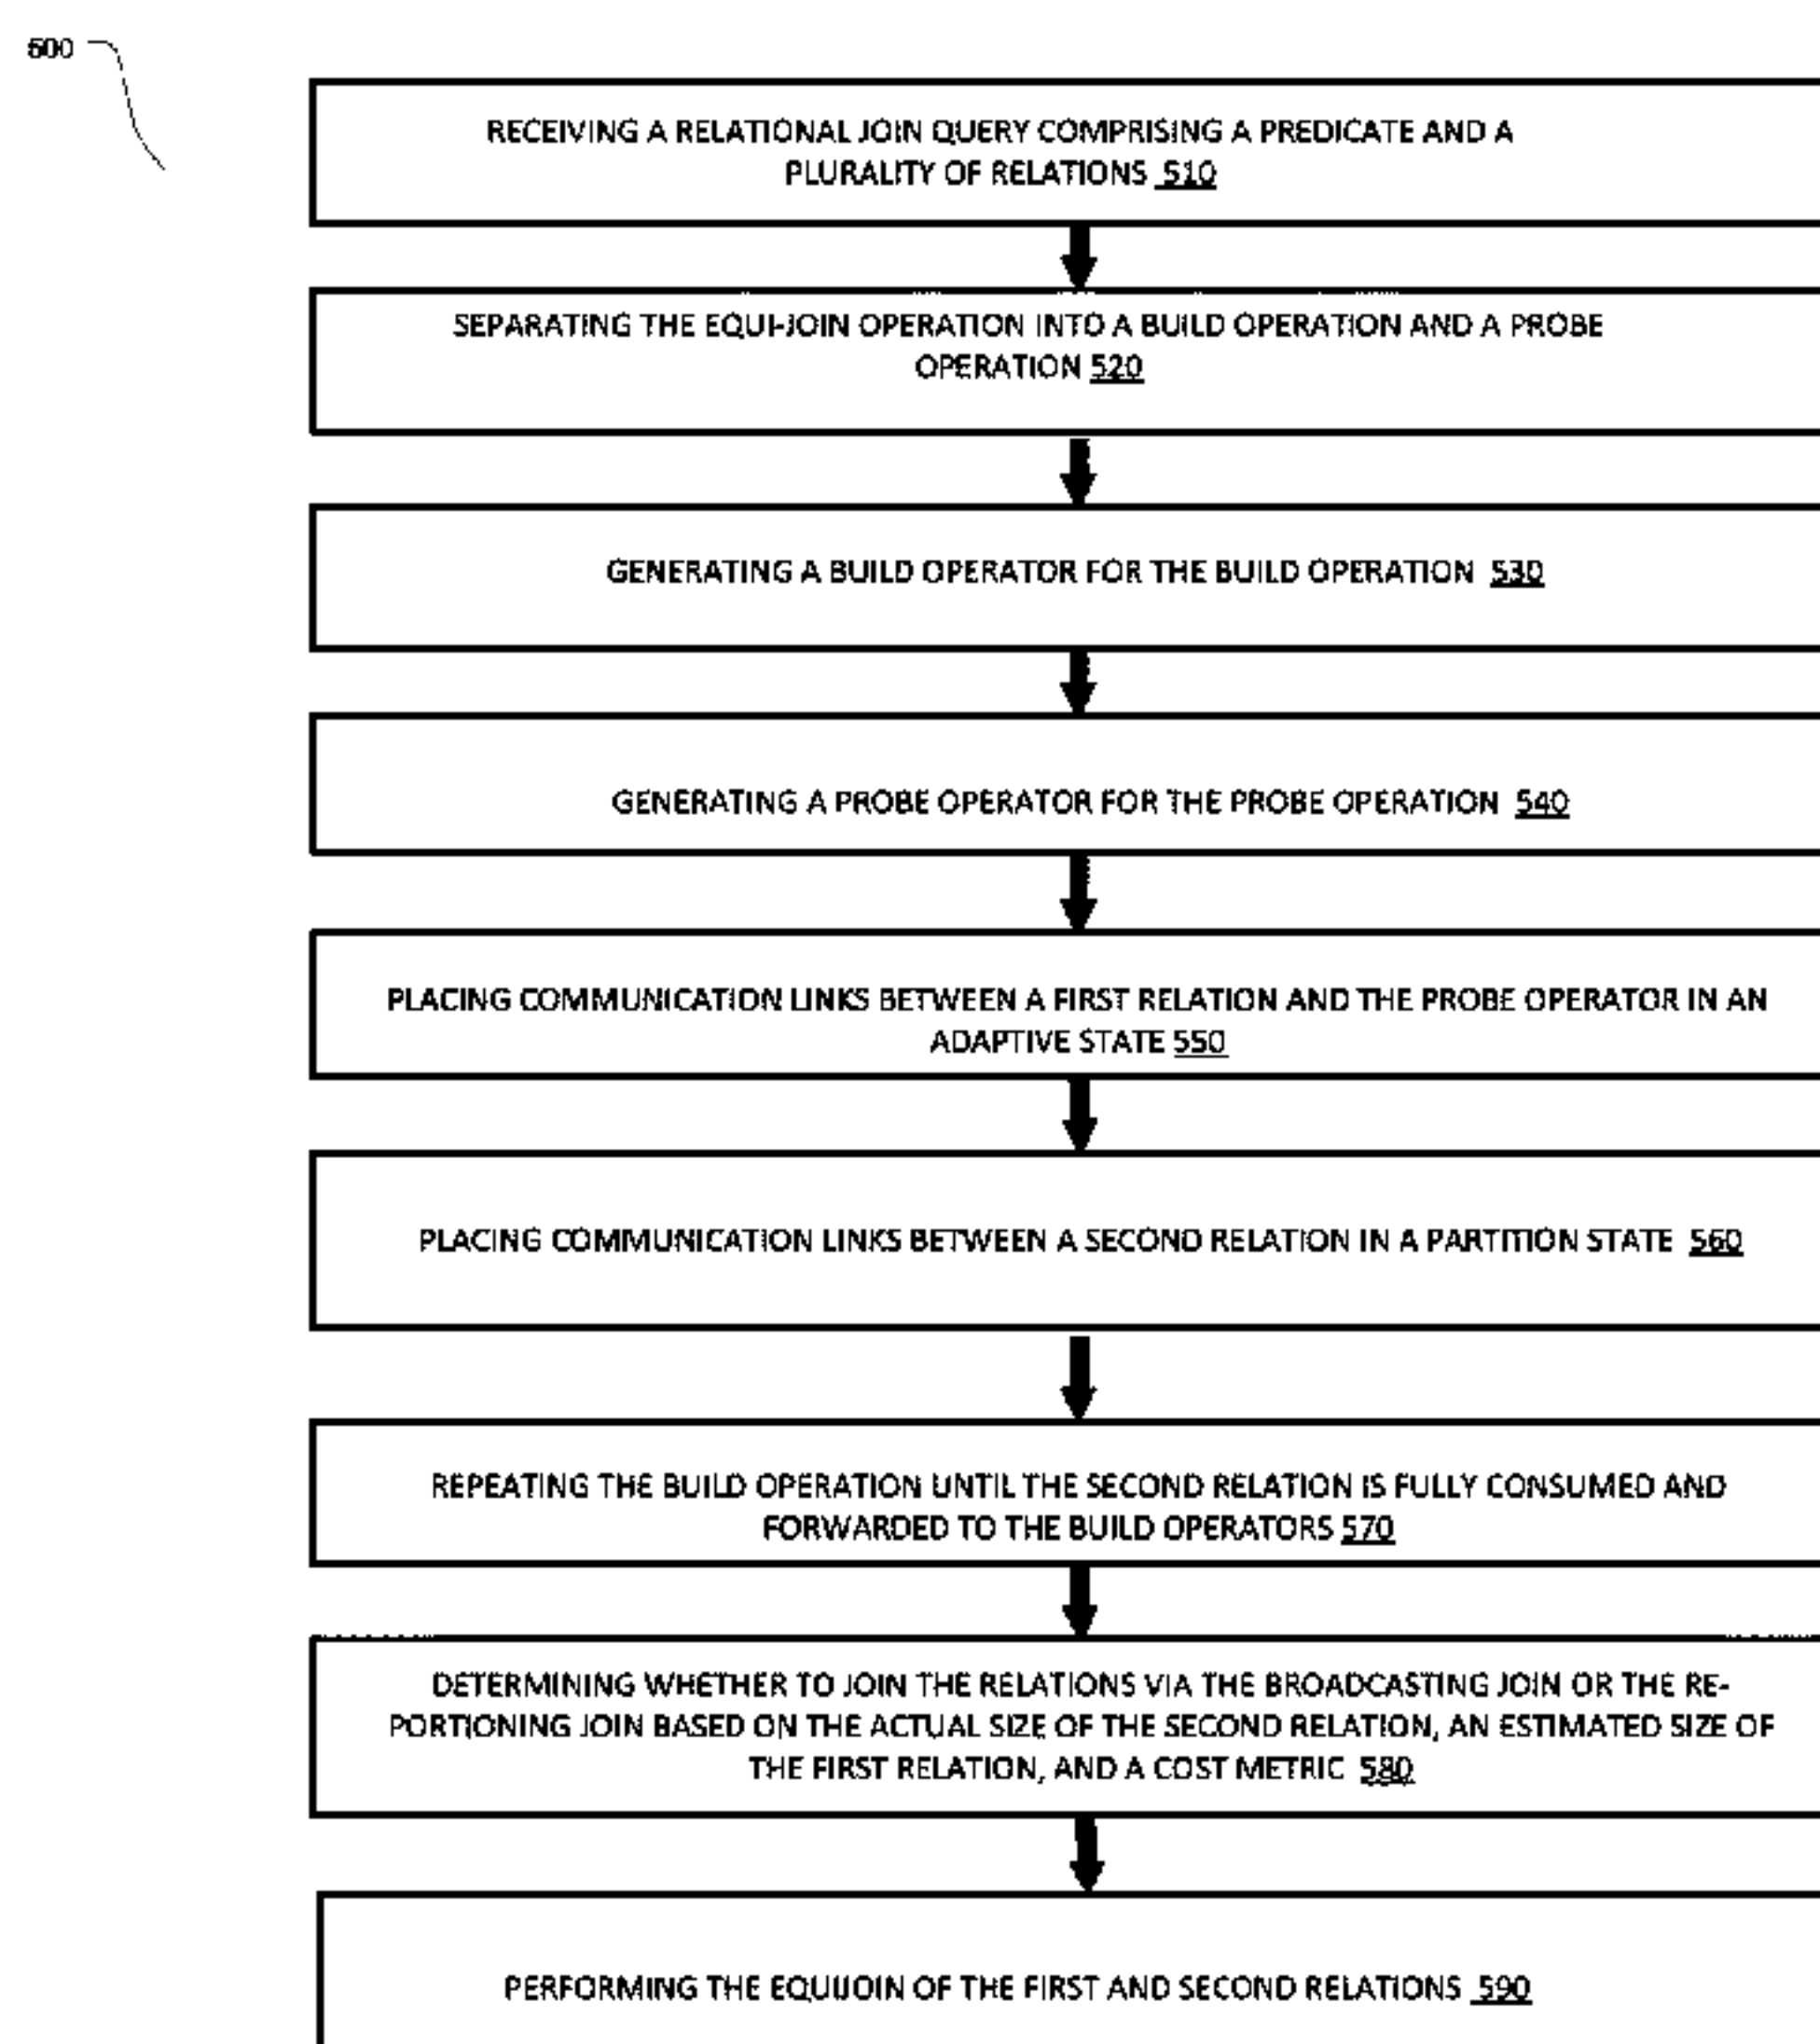 500
RECEIVING A RELATIONAL JOIN QUERY COMPRISING A PREDICATE AND A
PLURALITY OF RELATIONS 510
SEPARATING THE EQUI-JOIN OPERATION INTO A BUILD OPERATION AND A PROBE
OPERATION 520
GENERATING A BUILD OPERATOR FOR THE BUILD OPERATION 530
GENERATING A PROBE OPERATOR FOR THE PROBE OPERATION 540
PLACING COMMUNICATION LINKS BETWEEN A FIRST RELATION AND THE PROBE OPERATOR IN AN
ADAPTIVE STATE 550
PLACING COMMUNICATION LINKS BETWEEN A SECOND RELATION IN A PARTITION STATE 560
REPEATING THE BUILD OPERATION UNTIL THE SECOND RELATION IS FULLY CONSUMED AND
FORWARDED TO THE BUILD OPERATORS 570
DETERMINING WHETHER TO JOIN THE RELATIONS VIA THE BROADCASTING JOIN OR THE RE-
PORTIONING JOIN BASED ON THE ACTUAL SIZE OF THE SECOND RELATION, AN ESTIMATED SIZE OF
THE FIRST RELATION, AND A COST METRIC 580
PERFORMING THE EQUIJOIN OF THE FIRST AND SECOND RELATIONS 590